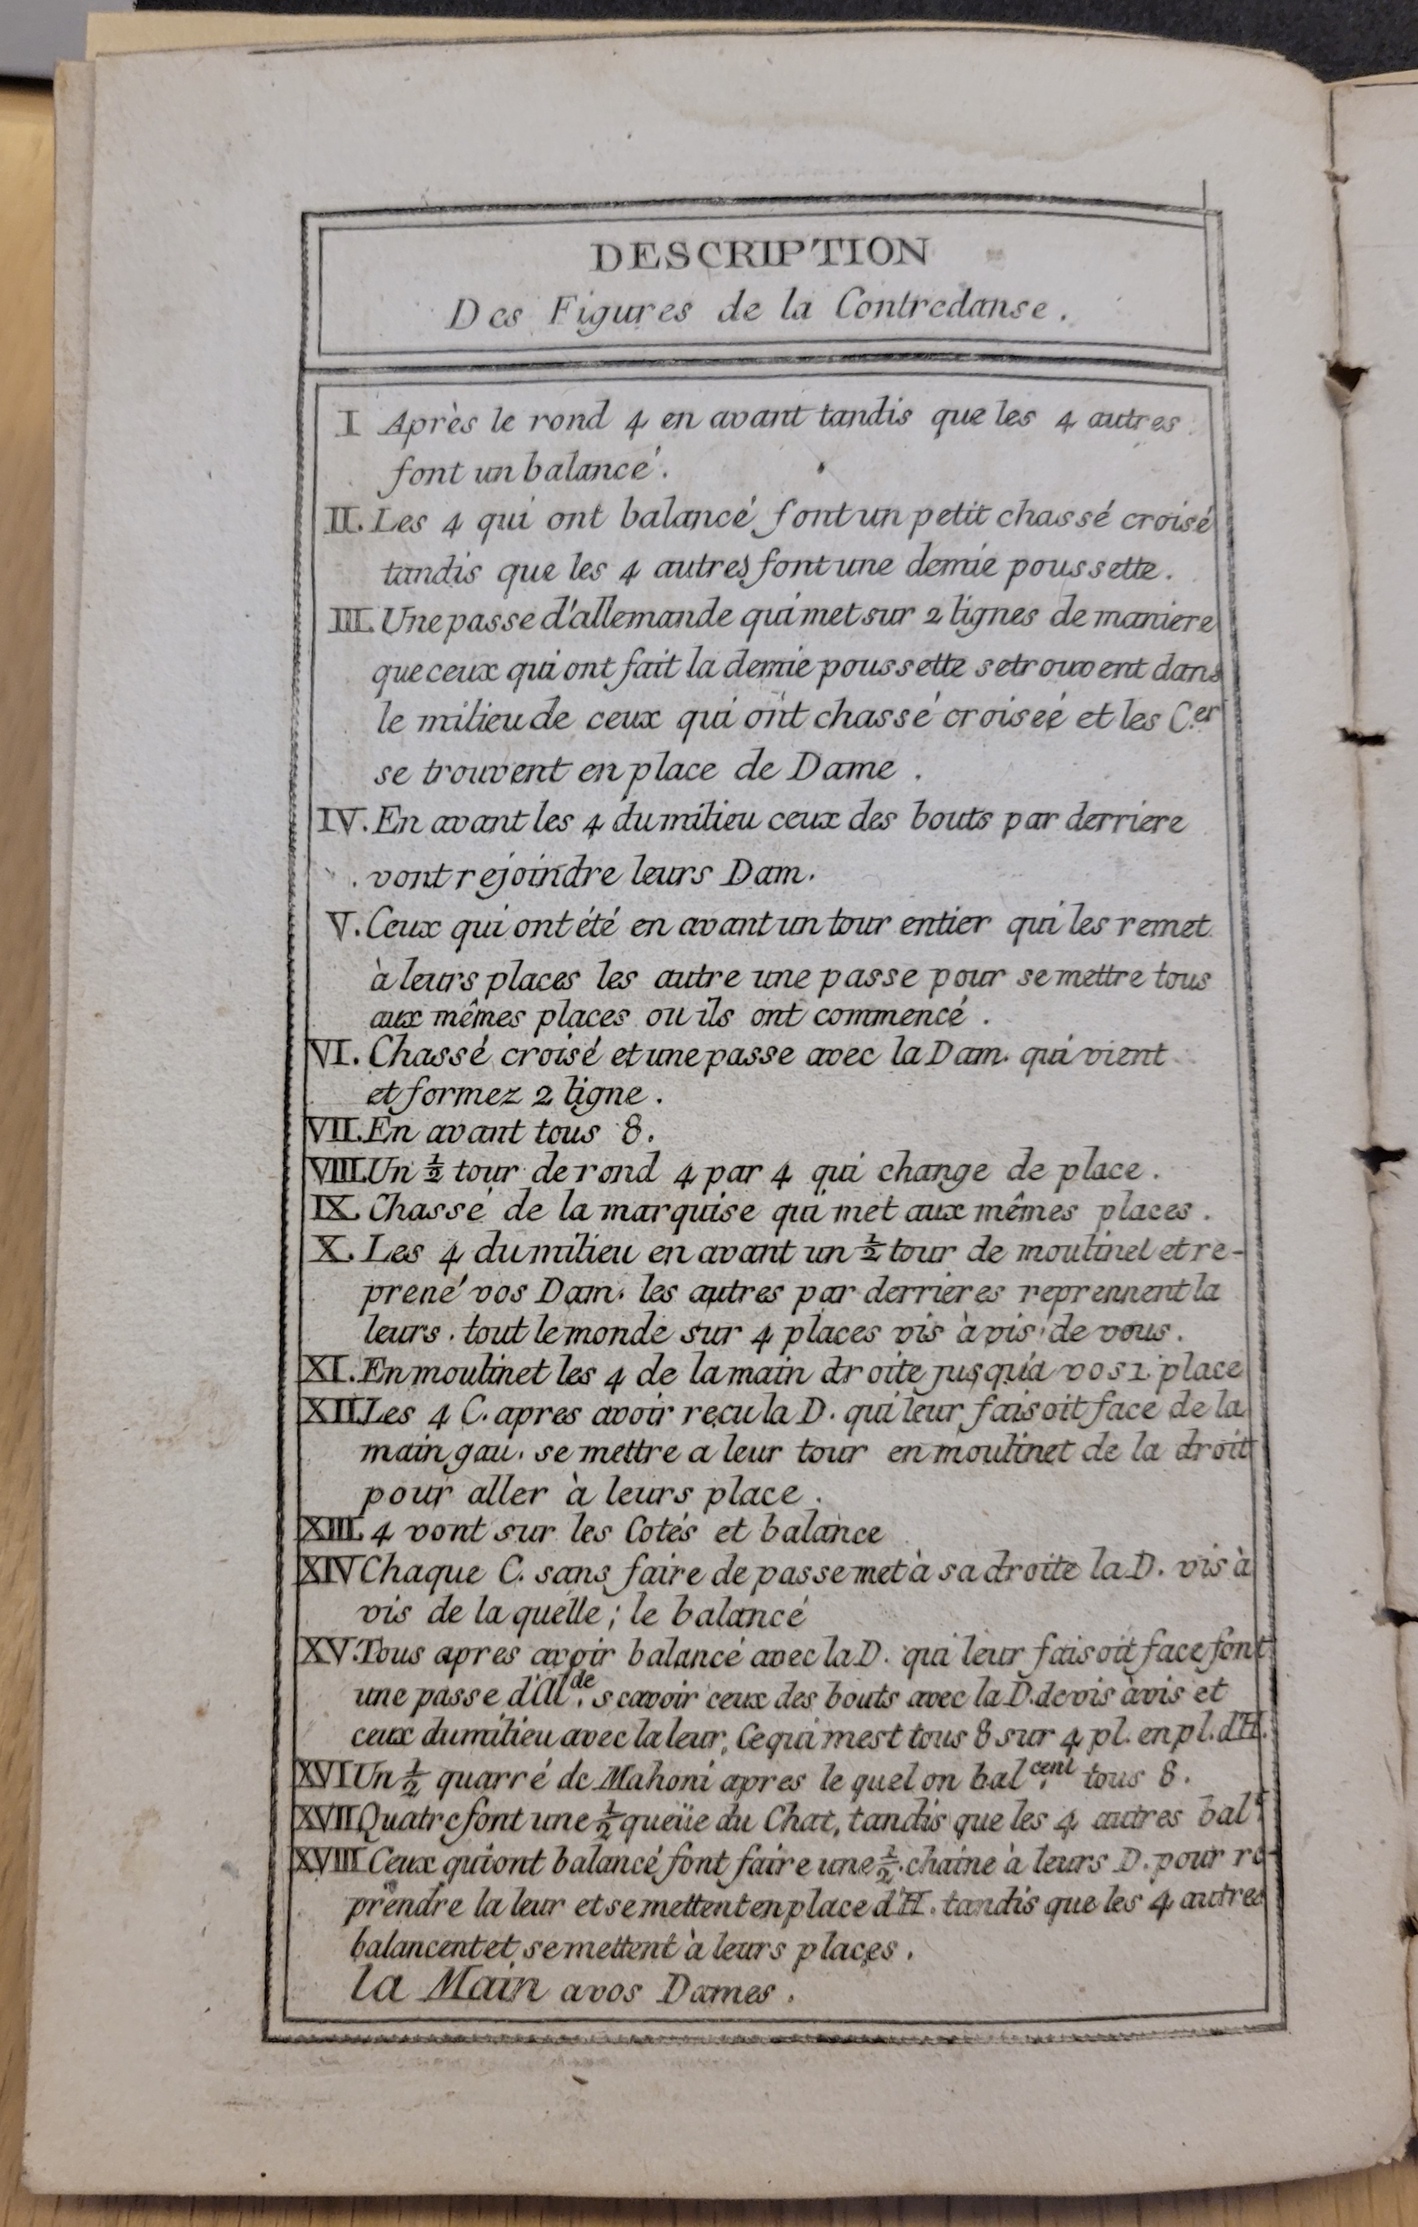 DESCRIPTION
Des Figures de la Contredanse.
I Après le rond 4 en avant tandis que les 4 autres
font un balancé.
II. Les 4 qui ont balancé font un petit chassé croisé
tandis que les 4 autres font une demie poussette.
III. Une passe d'allemande qui met sur 2 lignes de maniere
que ceux qui ont fait la demie poussette se trouvent dans
le milieu de ceux qui ont chassé croiseé et les C.er
se trouvent en place de Dame.
IV. En avant les 4 du milieu ceux des bouts par derriere
vont rejoindre leurs Dam.
V. Ceux qui ont été en avant un tour entier qui les remet
à leurs places les autre une passe pour se mettre tous
aux mêmes places ou ils ont commencé.
VI. Chassé croisé et une passe avec la Dam. qui vient
et formez 2 ligne.
VII. En avant tous 8.
VIII. Un ½ tour de rond 4 par 4 qui change de place.
IX. Chassé de la marquise qui met aux mêmes places.
X. Les 4 du milieu en avant un ½ tour de moulinet et re-
prené vos Dam. les autres par derrieres reprennent la
leurs. tout le monde sur 4 places vis à vis de vous.
XI. En moulinet les 4 de la main droite jusqu'a vos 1. place
XII. Les 4 C. apres avoir reçu la D. qui leur faisoit face de la
main gau. se mettre a leur tour en moulinet de la droit
pour aller à leurs place.
XIII. 4 vont sur les Cotés et balance
XIV Chaque C. sans faire de passe met à sa droite la D. vis à
vis de la quelle; le balancé
XV. Tous apres avoir balancé avec la D. qui leur faisoit face font
une passe d'Al.de scavoir ceux des bouts avec la D. de vis àvis et
ceux du milieu avec la leur, Ce qui mest tous 8 sur 4 pl. en pl. d'H.
XVI Un ½ quarré de Mahoni apres le quel on bal.cent tous 8.
XVII Quatre font une ½ queüe du Chat, tandis que les 4 autres bal.t
XVIII Ceux qui ont balancé font faire une ½ chaine à leurs D. pour re-
prendre la leur et se mettent en place d'H. tandis que les 4 autres
balancent et se mettent à leurs places.
la Main a vos Dames.